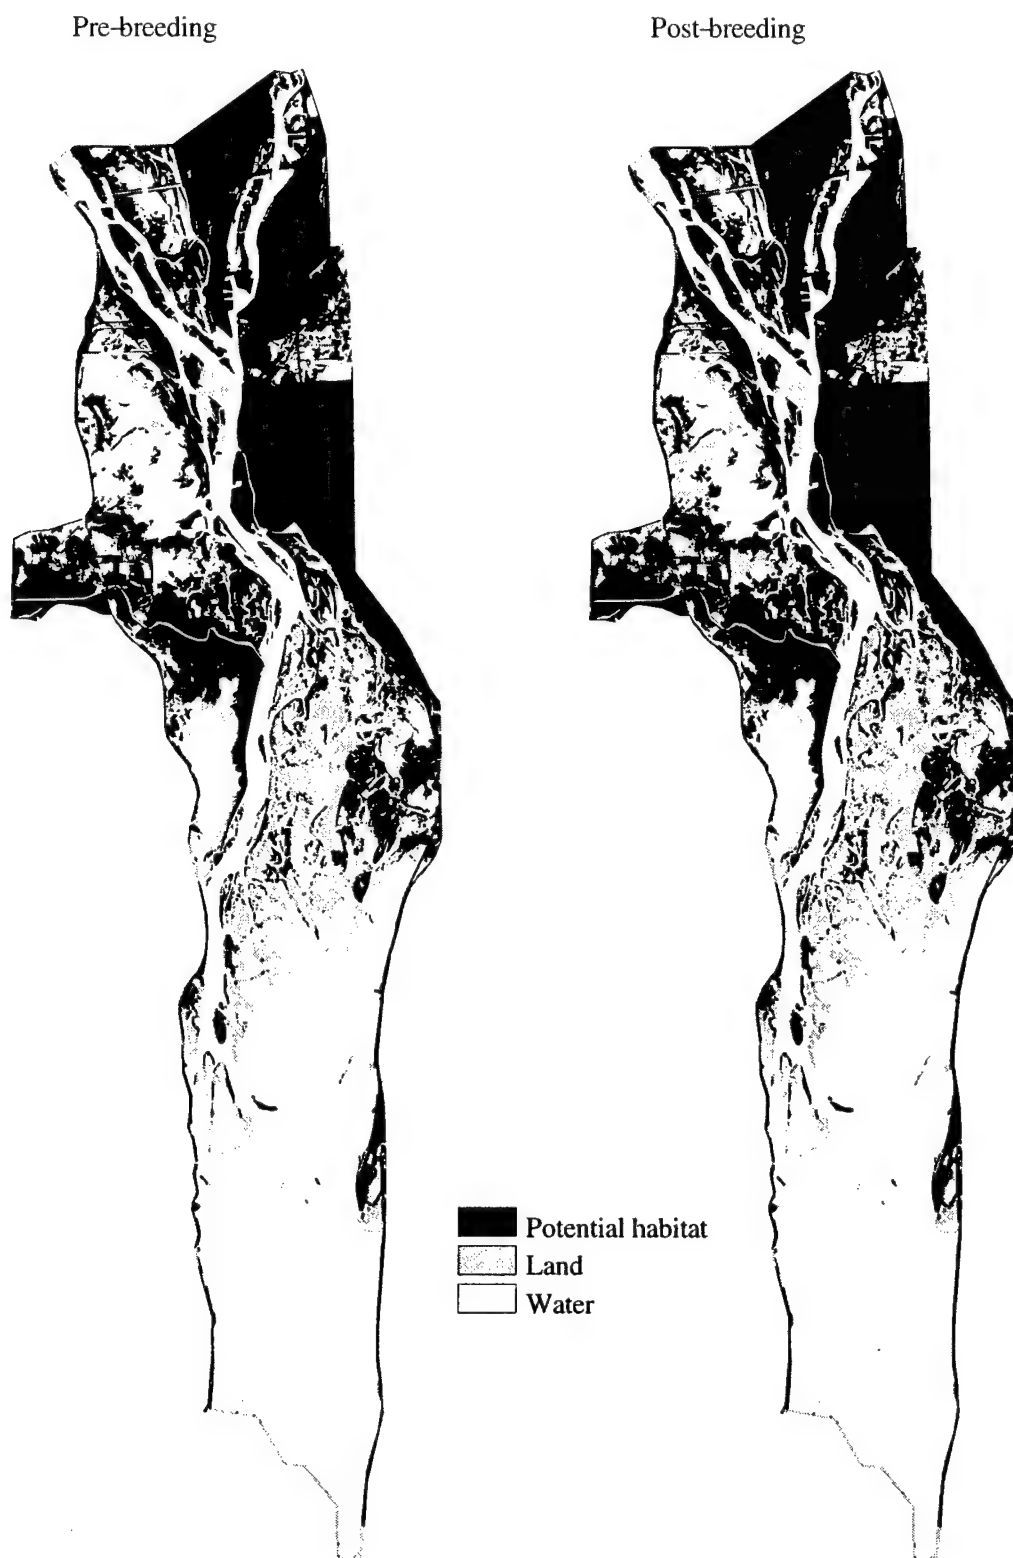 Pre-breeding
Post-breeding
Potential habitat
Land
Water